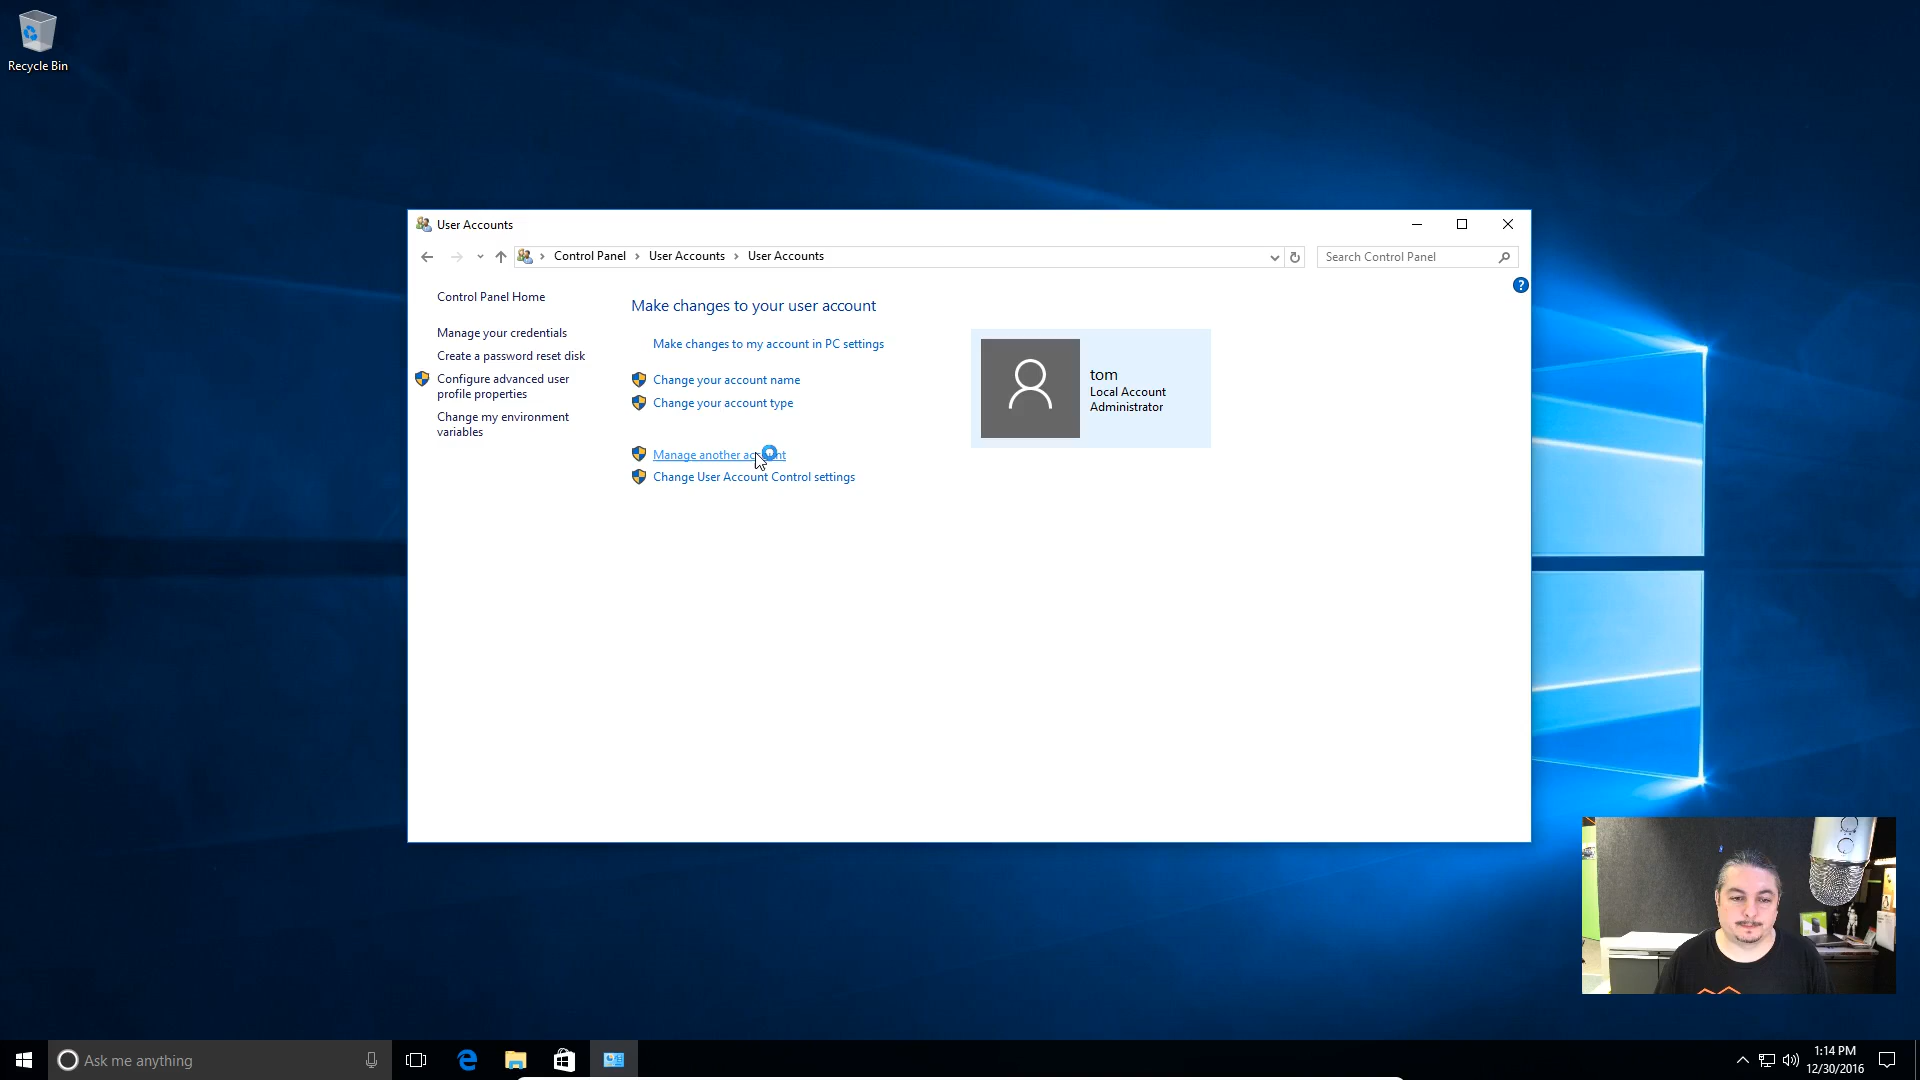 Recycle Bin
User Accounts
Control Panel
User Accounts
User Accounts
Search Control Panel
?
Control Panel Home
Manage your credentials
Create a password reset disk
Configure advanced user
profile properties
Change my environment
variables
Make changes to your user account
Make changes to my account in PC settings
Change your account name
Change your account type
Manage another account
Change User Account Control settings
tom
Local Account
Administrator
Ask me anything
1:14 PM
12/30/2016